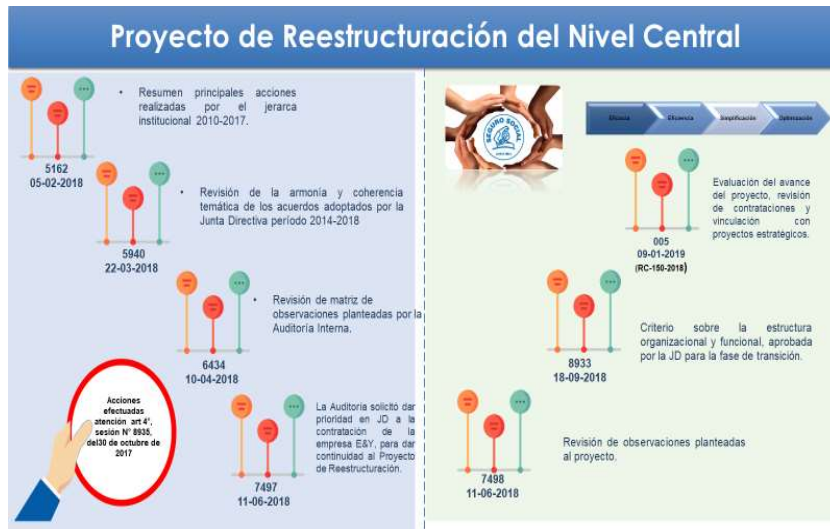 Proyecto de Reestructuración del Nivel Central
• Resumen principales acciones
realizadas por el jerarca
institucional 2010-2017.
5162
05-02-2018
• Revisión de la armonía y coherencia
temática de los acuerdos adoptados por la
Junta Directiva período 2014-2018
5940
22-03-2018
• Revisión de matriz de
observaciones planteadas por la
Auditoría Interna.
6434
10-04-2018
Acciones
efectuadas
atención art 4°,
sesión N° 8935,
del30 de octubre de
2017
La Auditoría solicitó dar
prioridad en JD a la
contratación de la
empresa E&Y, para dar
continuidad al Proyecto
de Reestructuración.
7497
11-06-2018
SEGURO SOCIAL
Eficacia
Eficiencia
Simplificación
Optimización
Evaluación del avance
del proyecto, revisión
de contrataciones y
vinculación con
proyectos estratégicos.
005
09-01-2019
(RC-150-2018)
Criterio sobre la estructura
organizacional y funcional, aprobada
por la JD para la fase de transición.
8933
18-09-2018
Revisión de observaciones planteadas
al proyecto.
7498
11-06-2018